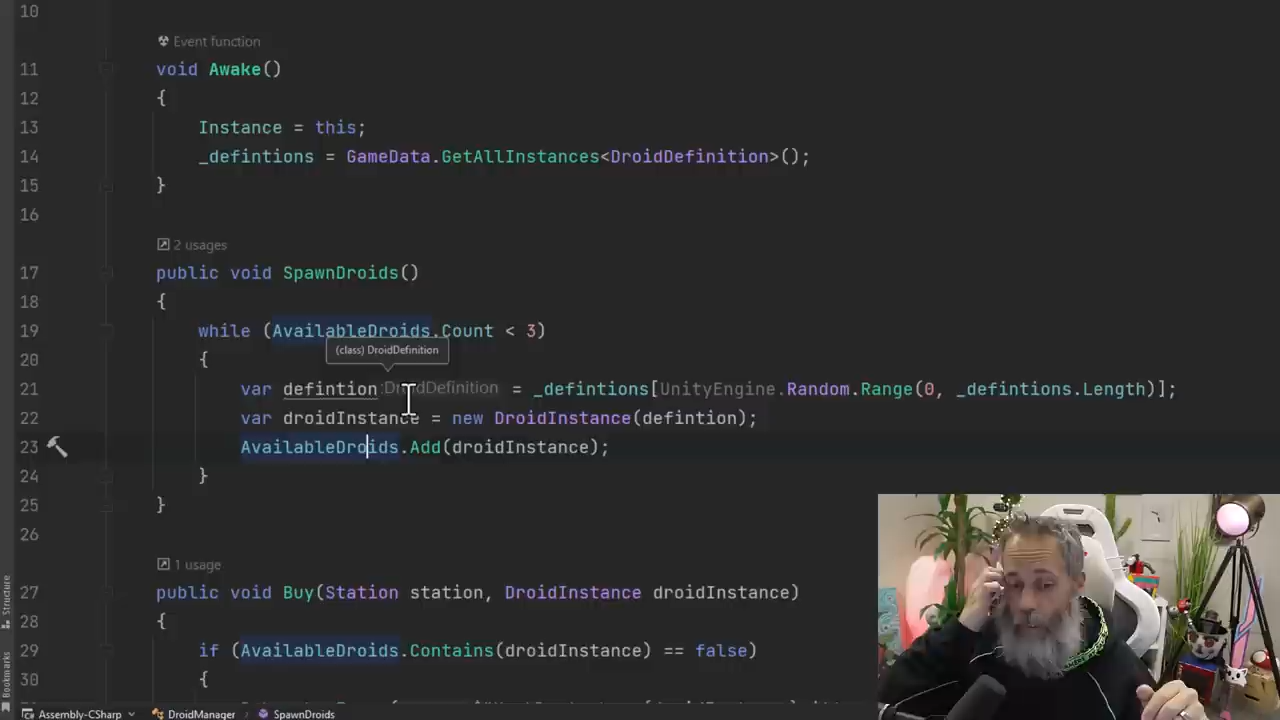 10
Event function
11 void Awake()
12 {
13 Instance = this;
14 _defintions = GameData.GetAllInstances<DroidDefinition>();
15 }
16
2 usages
17 public void SpawnDroids()
18 {
19 while (AvailableDroids.Count < 3)
(class) DroidDefinition
20 {
21 var defintion :DroidDefinition = _defintions[UnityEngine.Random.Range(0, _defintions.Length)];
22 var droidInstance = new DroidInstance(defintion);
23 AvailableDroids.Add(droidInstance);
24 }
25 }
26
1 usage
27 public void Buy(Station station, DroidInstance droidInstance)
28 {
29 if (AvailableDroids.Contains(droidInstance) == false)
30 {
Structure
Bookmarks
Assembly-CSharp DroidManager SpawnDroids